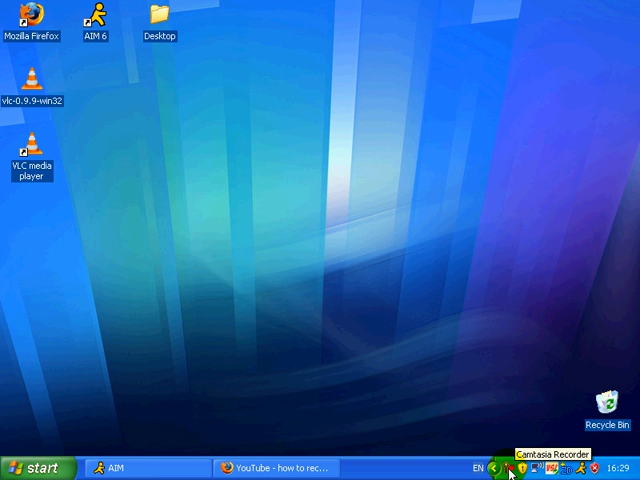 Mozilla Firefox
AIM 6
Desktop
vlc-0.9.9-win32
VLC media
player
Recycle Bin
Camtasia Recorder
start
AIM
YouTube - how to rec...
EN
16:29